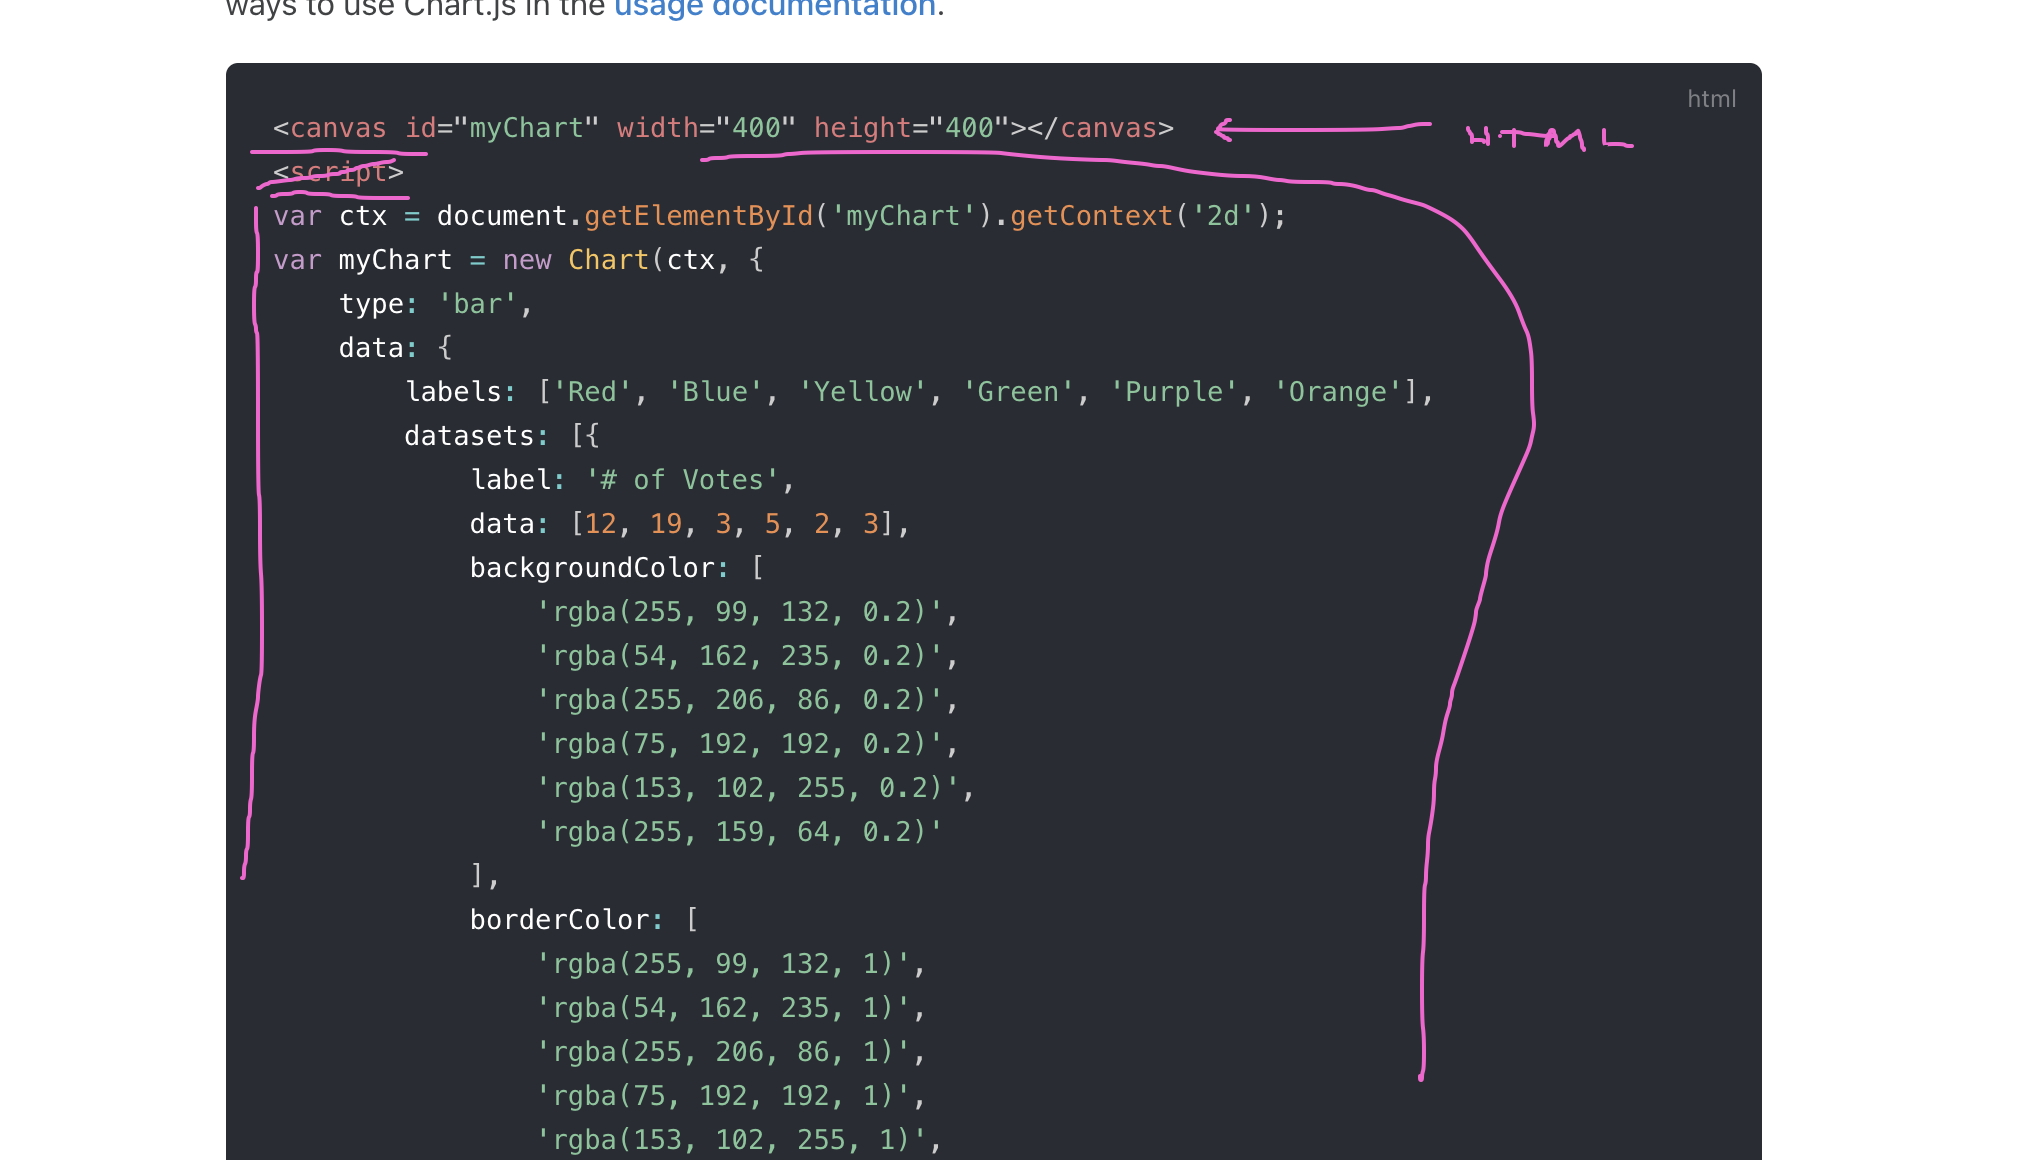 ways to use Chart.js in the usage documentation.
html
<canvas id="myChart" width="400" height="400"></canvas>
HTML
<script>
var ctx = document.getElementById('myChart').getContext('2d');
var myChart = new Chart(ctx, {
    type: 'bar',
    data: {
        labels: ['Red', 'Blue', 'Yellow', 'Green', 'Purple', 'Orange'],
        datasets: [{
            label: '# of Votes',
            data: [12, 19, 3, 5, 2, 3],
            backgroundColor: [
                'rgba(255, 99, 132, 0.2)',
                'rgba(54, 162, 235, 0.2)',
                'rgba(255, 206, 86, 0.2)',
                'rgba(75, 192, 192, 0.2)',
                'rgba(153, 102, 255, 0.2)',
                'rgba(255, 159, 64, 0.2)'
            ],
            borderColor: [
                'rgba(255, 99, 132, 1)',
                'rgba(54, 162, 235, 1)',
                'rgba(255, 206, 86, 1)',
                'rgba(75, 192, 192, 1)',
                'rgba(153, 102, 255, 1)',